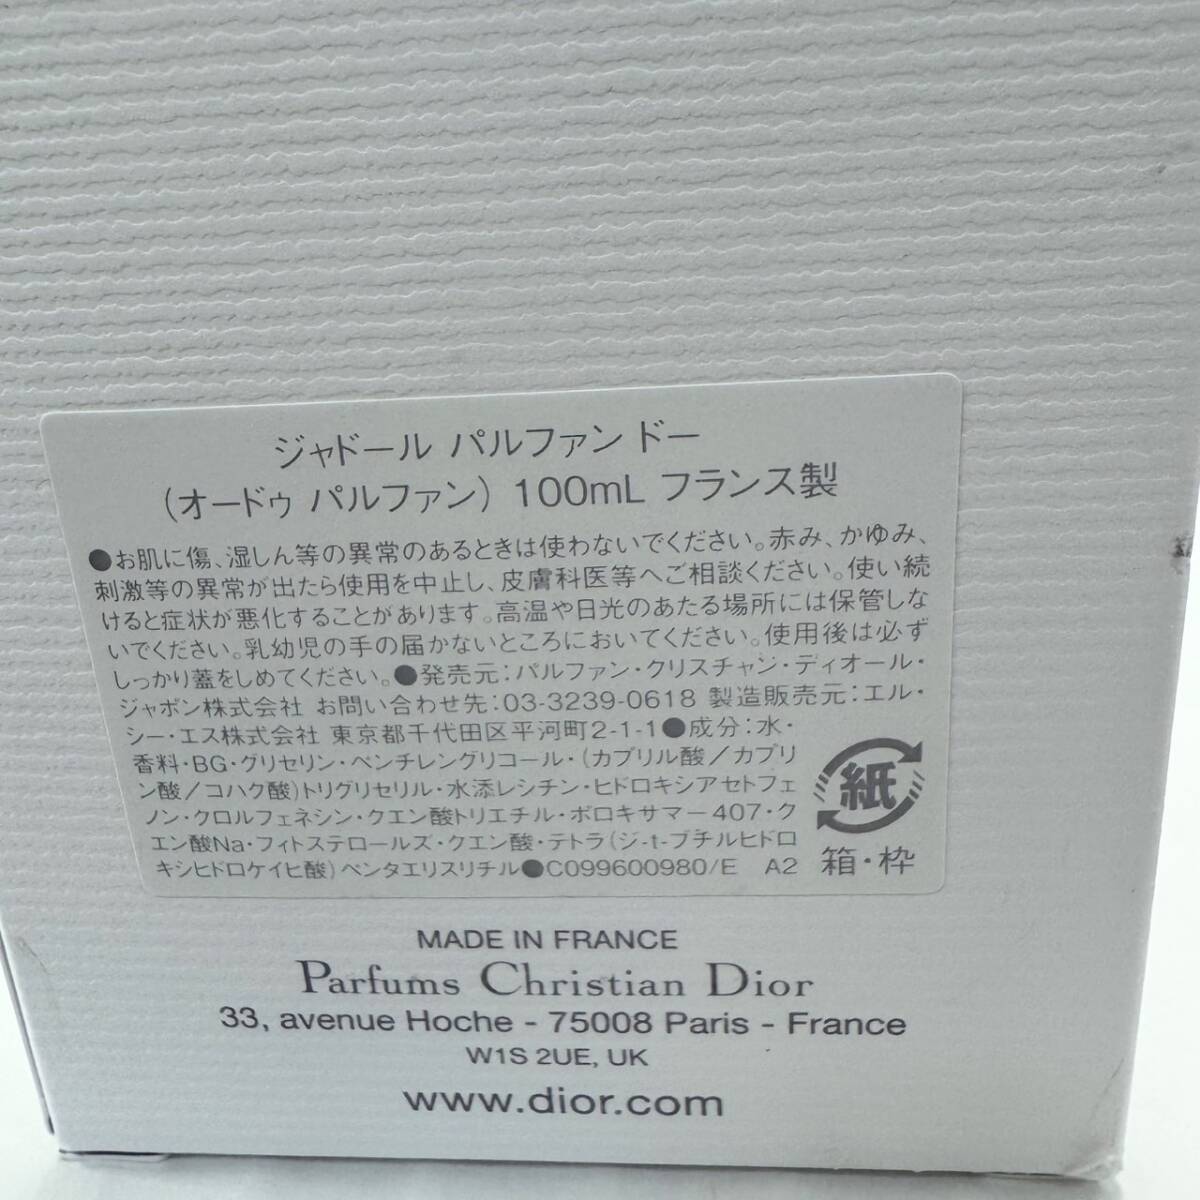 ジャドール パルファン ドー
(オードゥ パルファン) 100mL フランス製
●お肌に傷、湿しん等の異常のあるときは使わないでください。赤み、かゆみ、
刺激等の異常が出たら使用を中止し、皮膚科医等へご相談ください。使い続
けると症状が悪化することがあります。高温や日光のあたる場所には保管しな
いでください。乳幼児の手の届かないところにおいてください。使用後は必ず
しっかり蓋をしめてください。●発売元:パルファン・クリスチャン・ディオール・
ジャポン株式会社 お問い合わせ先:03-3239-0618 製造販売元:エル・
シー・エス株式会社 東京都千代田区平河町2-1-1●成分:水・
香料・BG・グリセリン・ペンチレングリコール・(カプリル酸/カプリ
ン酸/コハク酸)トリグリセリル・水添レシチン・ヒドロキシアセトフェ
ノン・クロルフェネシン・クエン酸トリエチル・ポロキサマー407・ク
エン酸Na・フィトステロールズ・クエン酸・テトラ(ジ-t-ブチルヒドロ
キシヒドロケイヒ酸)ペンタエリスリチル●C099600980/E A2
紙
箱・枠
MADE IN FRANCE
Parfums Christian Dior
33, avenue Hoche - 75008 Paris - France
W1S 2UE, UK
www.dior.com